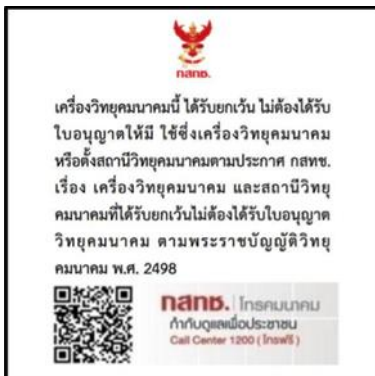 กสทช.
เครื่องวิทยุคมนาคมนี้ ได้รับยกเว้น ไม่ต้องได้รับ
ใบอนุญาตให้มี ใช้ซึ่งเครื่องวิทยุคมนาคม
หรือตั้งสถานีวิทยุคมนาคมตามประกาศ กสทช.
เรื่อง เครื่องวิทยุคมนาคม และสถานีวิทยุ
คมนาคมที่ได้รับยกเว้นไม่ต้องได้รับใบอนุญาต
วิทยุคมนาคม ตามพระราชบัญญัติวิทยุ
คมนาคม พ.ศ. 2498
กสทช. | โทรคมนาคม
กำกับดูแลเพื่อประชาชน
Call Center 1200 ( โทรฟรี )